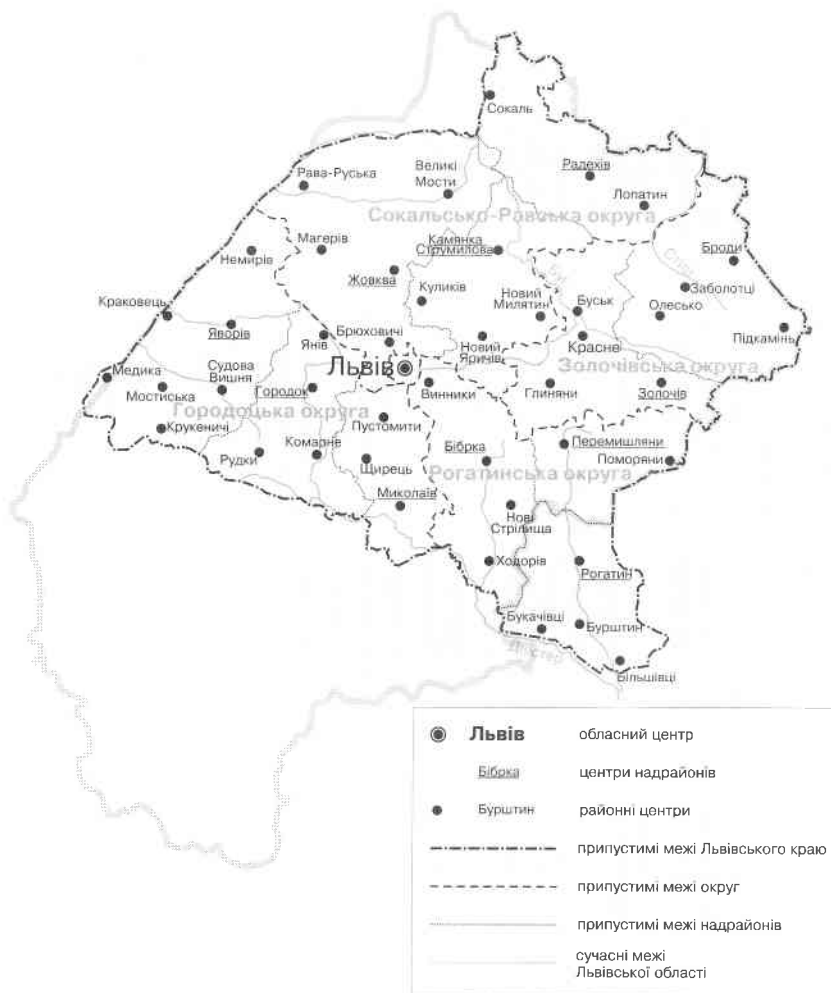 Сокаль
Рава-Руська
Великі
Мости
Радехів
Лопатин
Сокальсько-Равська округа
Немирів
Магерів
Камянка
Струмилова
Броди
Жовква
Буг
Заболотці
Куликів
Новий
Милятин
Буськ
Олесько
Краковець
Яворів
Янів
Брюховичі
Новий
Яричів
Красне
Підкамінь
Львів
Золочівська округа
Медика
Судова
Вишня
Мостиська
Городок
Винники
Глиняни
Золочів
Городоцька округа
Крукеничі
Пустомити
Рудки
Комарне
Щирець
Бібрка
Перемишляни
Поморяни
Рогатинська округа
Миколаїв
Нові
Стрілища
Ходорів
Рогатин
Букачівці
Бурштин
Дністер
Більшівці
Львів обласний центр
Бібрка центри надрайонів
Бурштин районні центри
припустимі межі Львівського краю
припустимі межі округ
припустимі межі надрайонів
сучасні межі
Львівської області